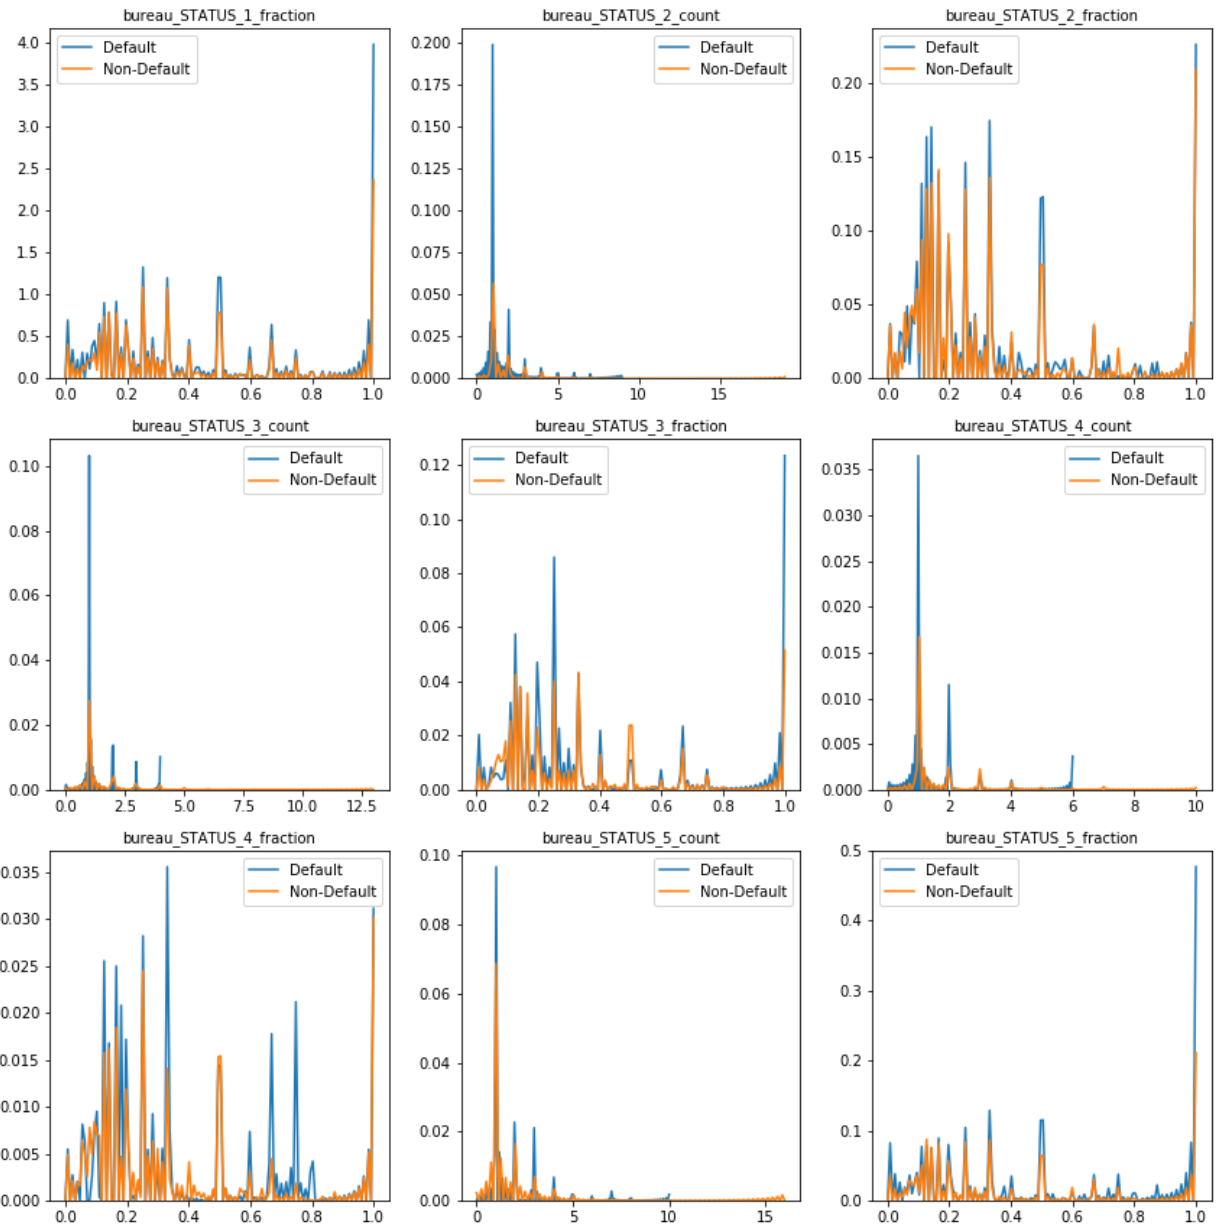 bureau_STATUS_1_fraction
4.0
3.5
3.0
2.5
2.0
1.5
1.0
0.5
0.0
Default
Non-Default
0.0 0.2 0.4 0.6 0.8 1.0
bureau_STATUS_2_count
0.200
0.175
0.150
0.125
0.100
0.075
0.050
0.025
0.000
Default
Non-Default
0 5 10 15
bureau_STATUS_2_fraction
0.20
0.15
0.10
0.05
0.00
Default
Non-Default
0.0 0.2 0.4 0.6 0.8 1.0
bureau_STATUS_3_count
0.10
0.08
0.06
0.04
0.02
0.00
Default
Non-Default
0.0 2.5 5.0 7.5 10.0 12.5
bureau_STATUS_3_fraction
0.12
0.10
0.08
0.06
0.04
0.02
0.00
Default
Non-Default
0.0 0.2 0.4 0.6 0.8 1.0
bureau_STATUS_4_count
0.035
0.030
0.025
0.020
0.015
0.010
0.005
0.000
Default
Non-Default
0 2 4 6 8 10
bureau_STATUS_4_fraction
0.035
0.030
0.025
0.020
0.015
0.010
0.005
0.000
Default
Non-Default
0.0 0.2 0.4 0.6 0.8 1.0
bureau_STATUS_5_count
0.10
0.08
0.06
0.04
0.02
0.00
Default
Non-Default
0 5 10 15
bureau_STATUS_5_fraction
0.5
0.4
0.3
0.2
0.1
0.0
Default
Non-Default
0.0 0.2 0.4 0.6 0.8 1.0